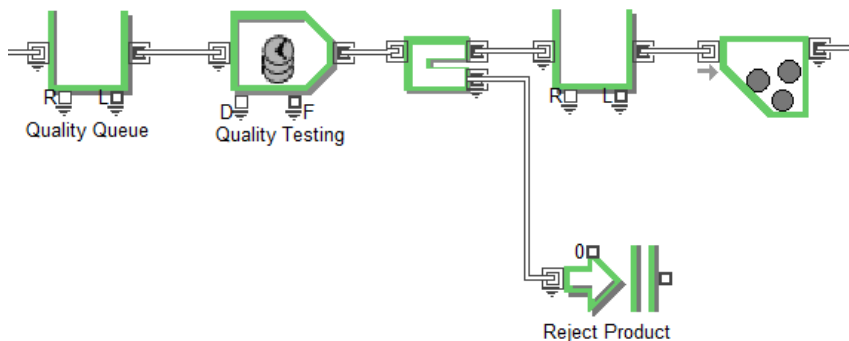 R L
Quality Queue
D F
Quality Testing
R L
0
Reject Product